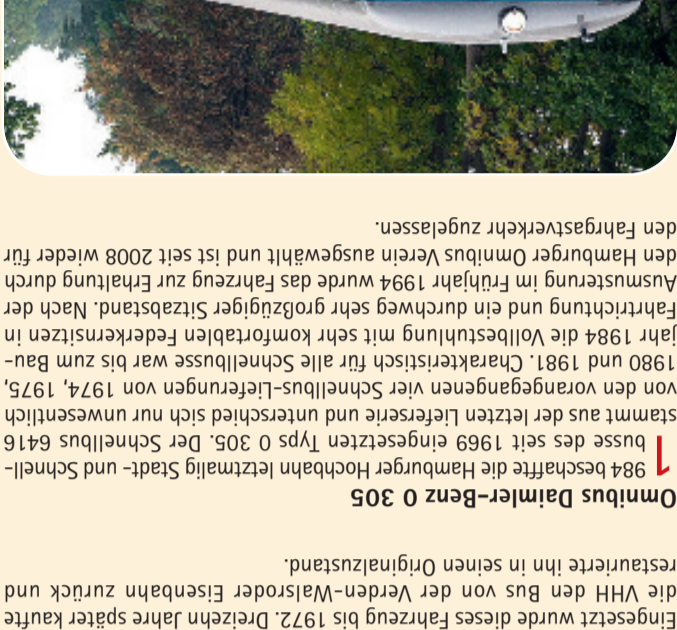 Eingesetzt wurde dieses Fahrzeug bis 1972. Dreizehn Jahre später kaufte
die VHH den Bus von der Verden-Walsroder Eisenbahn zurück und
restaurierte ihn in seinen Originalzustand.
Omnibus Daimler-Benz O 305
1984 beschaffte die Hamburger Hochbahn letztmalig Stadt- und Schnell-
busse des seit 1969 eingesetzten Typs O 305. Der Schnellbus 6416
stammt aus der letzten Lieferserie und unterschied sich nur unwesentlich
von den vorangegangenen vier Schnellbus-Lieferungen von 1974, 1975,
1980 und 1981. Charakteristisch für alle Schnellbusse war bis zum Bau-
jahr 1984 die Vollbestuhlung mit sehr komfortablen Federkernsitzen in
Fahrtrichtung und ein durchweg sehr großzügiger Sitzabstand. Nach der
Ausmusterung im Frühjahr 1994 wurde das Fahrzeug zur Erhaltung durch
den Hamburger Omnibus Verein ausgewählt und ist seit 2008 wieder für
den Fahrgastverkehr zugelassen.